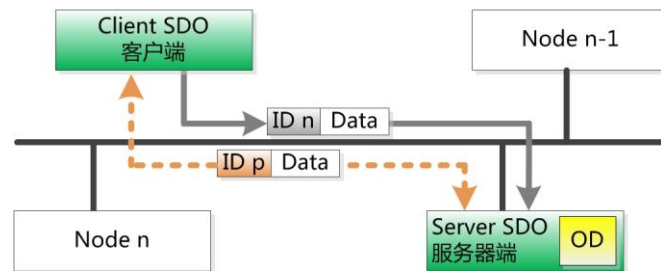 Client SDO
客户端
Node n-1
ID n Data
ID p Data
Node n
Server SDO
服务器端
OD